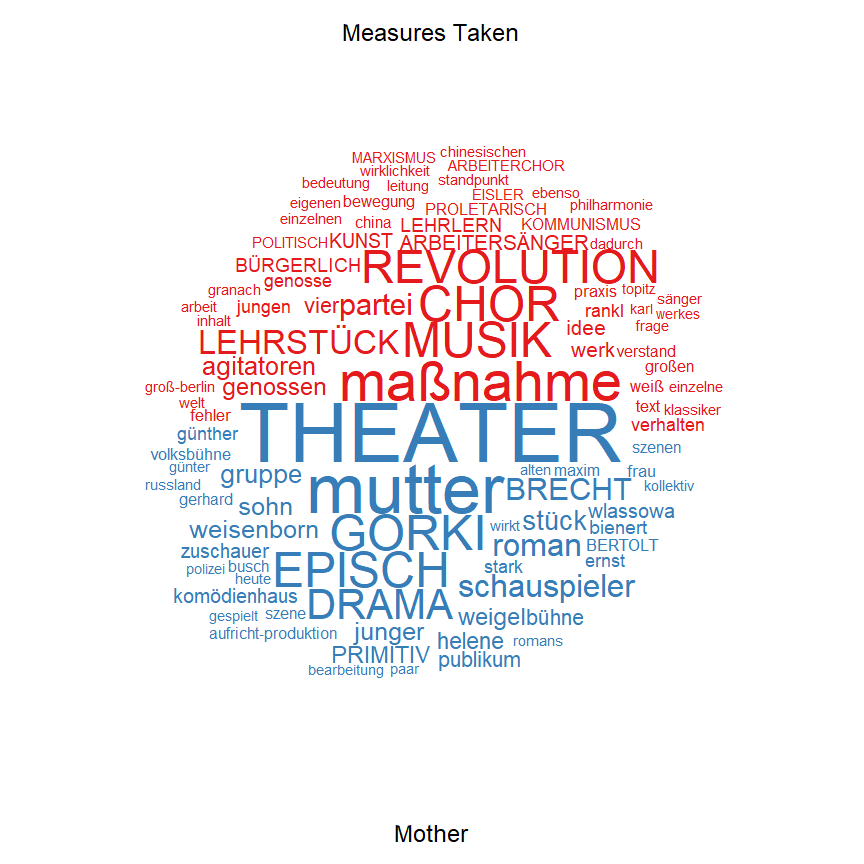 Measures Taken
chinesischen
MARXISMUS
ARBEITERCHOR
wirklichkeit
bedeutung
leitung
standpunkt
EISLER
ebenso
eigenen
bewegung
philharmonie
PROLETARISCH
einzelnen
china
LEHRLERN
KOMMUNISMUS
POLITISCH
KUNST
ARBEITERSÄNGER
dadurch
BÜRGERLICH
REVOLUTION
genosse
granach
praxis
topitz
arbeit
jungen
vier
partei
CHOR
sänger
rankl
karl
werkes
inhalt
idee
frage
LEHRSTÜCK
MUSIK
werk
verstand
agitatoren
großen
groß-berlin
genossen
maßnahme
weiß
einzelne
welt
text
klassiker
fehler
verhalten
THEATER
günther
szenen
volksbühne
günter
gruppe
alten
maxim
frau
russland
mutter
BRECHT
kollektiv
gerhard
sohn
wlassowa
stück
weisenborn
GORKI
wirkt
bienert
zuschauer
roman
BERTOLT
polizei
busch
EPISCH
stark
ernst
heute
schauspieler
komödienhaus
DRAMA
gespielt
szene
weigelbühne
aufricht-produktion
junger
helene
romans
PRIMITIV
publikum
bearbeitung
paar
Mother